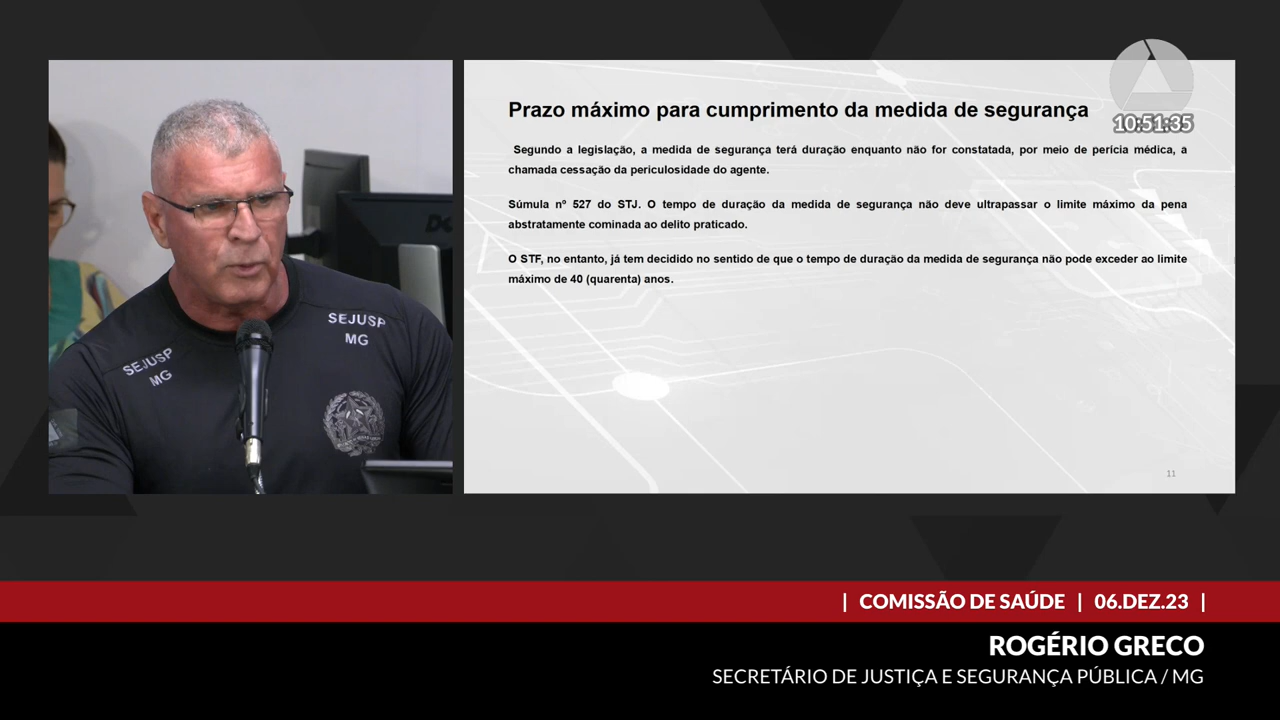 SEJUSP
MG
SEJUSP
MG
Prazo máximo para cumprimento da medida de segurança
10:51:35
Segundo a legislação, a medida de segurança terá duração enquanto não for constatada, por meio de perícia médica, a
chamada cessação da periculosidade do agente.
Súmula nº 527 do STJ. O tempo de duração da medida de segurança não deve ultrapassar o limite máximo da pena
abstratamente cominada ao delito praticado.
O STF, no entanto, já tem decidido no sentido de que o tempo de duração da medida de segurança não pode exceder ao limite
máximo de 40 (quarenta) anos.
11
| COMISSÃO DE SAÚDE | 06.DEZ.23 |
ROGÉRIO GRECO
SECRETÁRIO DE JUSTIÇA E SEGURANÇA PÚBLICA / MG